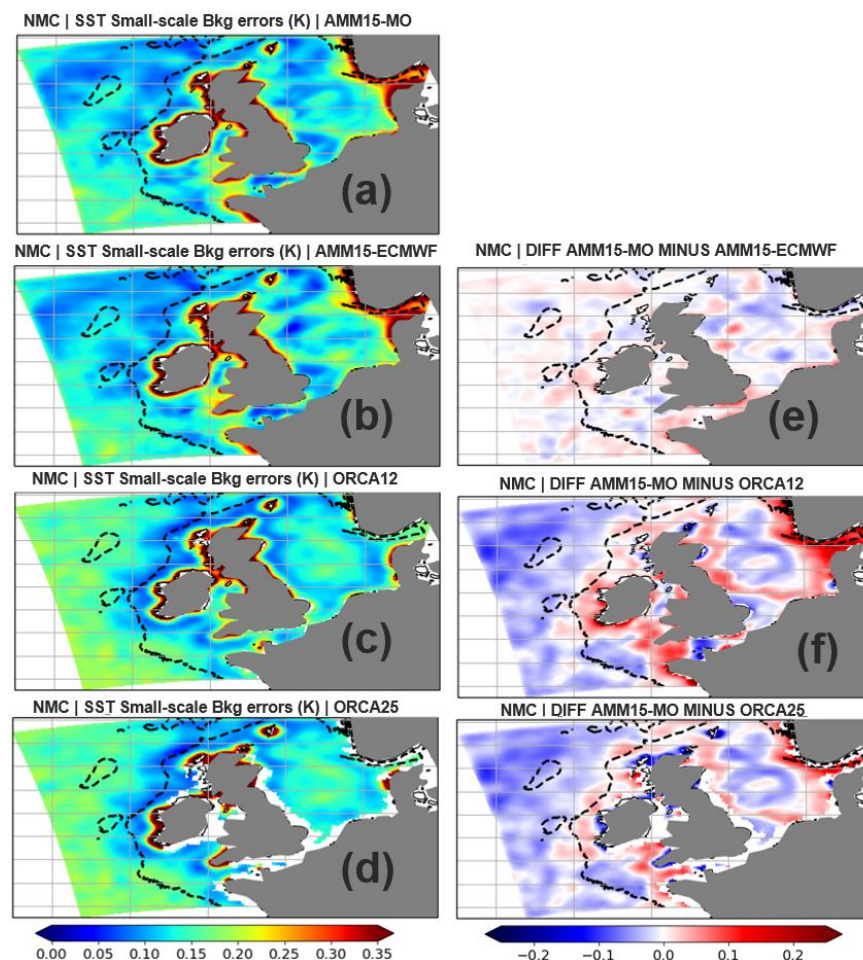 NMC | SST Small-scale Bkg errors (K) | AMM15-MO
(a)
NMC | SST Small-scale Bkg errors (K) | AMM15-ECMWF
(b)
NMC | DIFF AMM15-MO MINUS AMM15-ECMWF
(e)
NMC | SST Small-scale Bkg errors (K) | ORCA12
(c)
NMC | DIFF AMM15-MO MINUS ORCA12
(f)
NMC | SST Small-scale Bkg errors (K) | ORCA25
(d)
NMC | DIFF AMM15-MO MINUS ORCA25
0.00 0.05 0.10 0.15 0.20 0.25 0.30 0.35
−0.2 −0.1 0.0 0.1 0.2